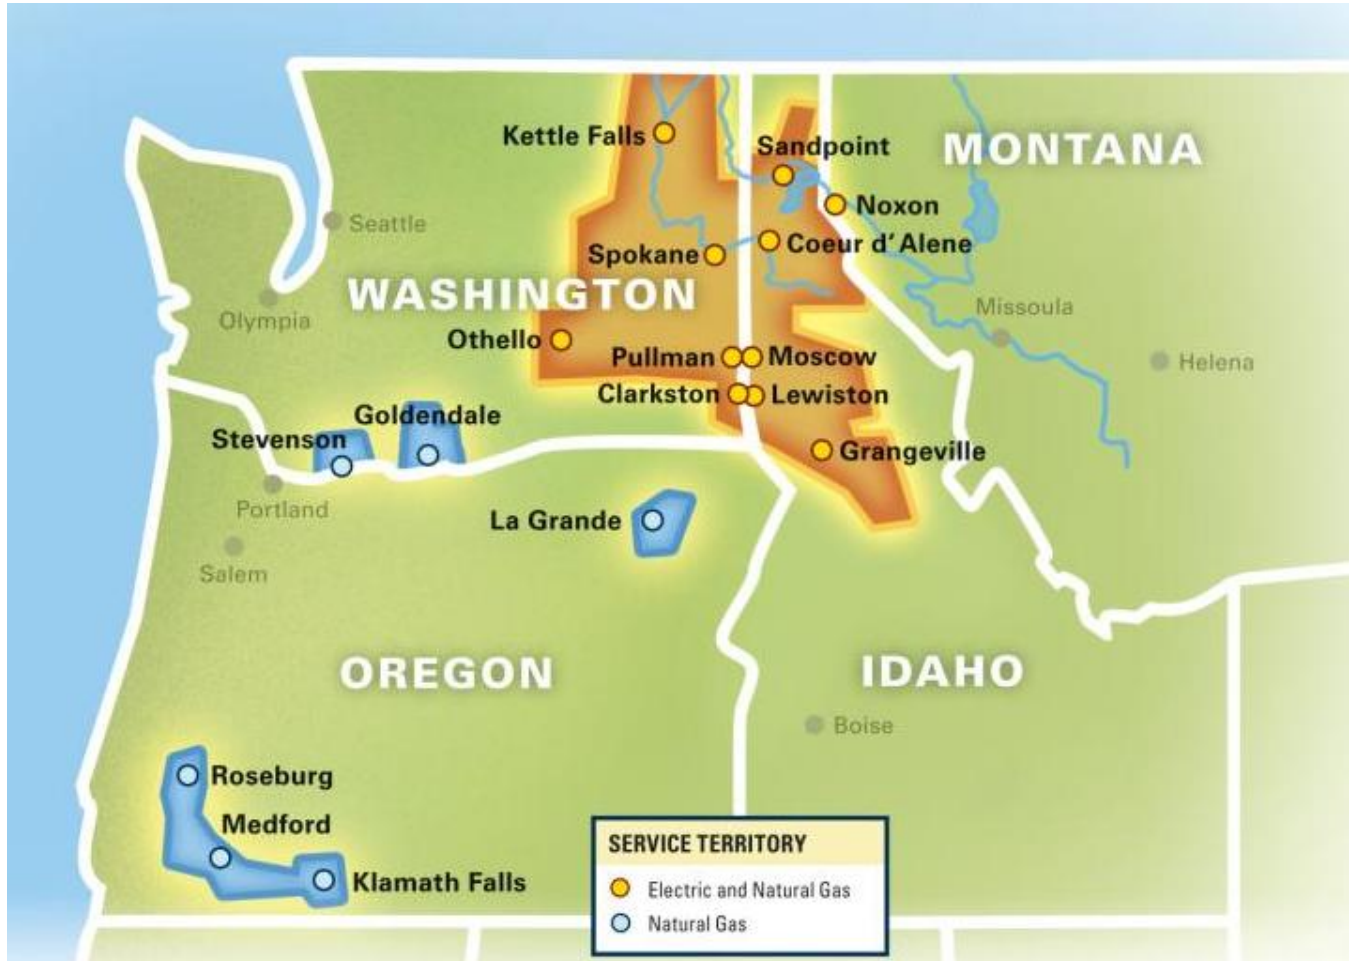 Kettle Falls
Sandpoint
MONTANA
Noxon
Seattle
Coeur d'Alene
Spokane
WASHINGTON
Olympia
Missoula
Othello
Pullman
Moscow
Helena
Clarkston
Lewiston
Goldendale
Stevenson
Grangeville
Portland
La Grande
Salem
OREGON
IDAHO
Boise
Roseburg
Medford
Klamath Falls
SERVICE TERRITORY
Electric and Natural Gas
Natural Gas